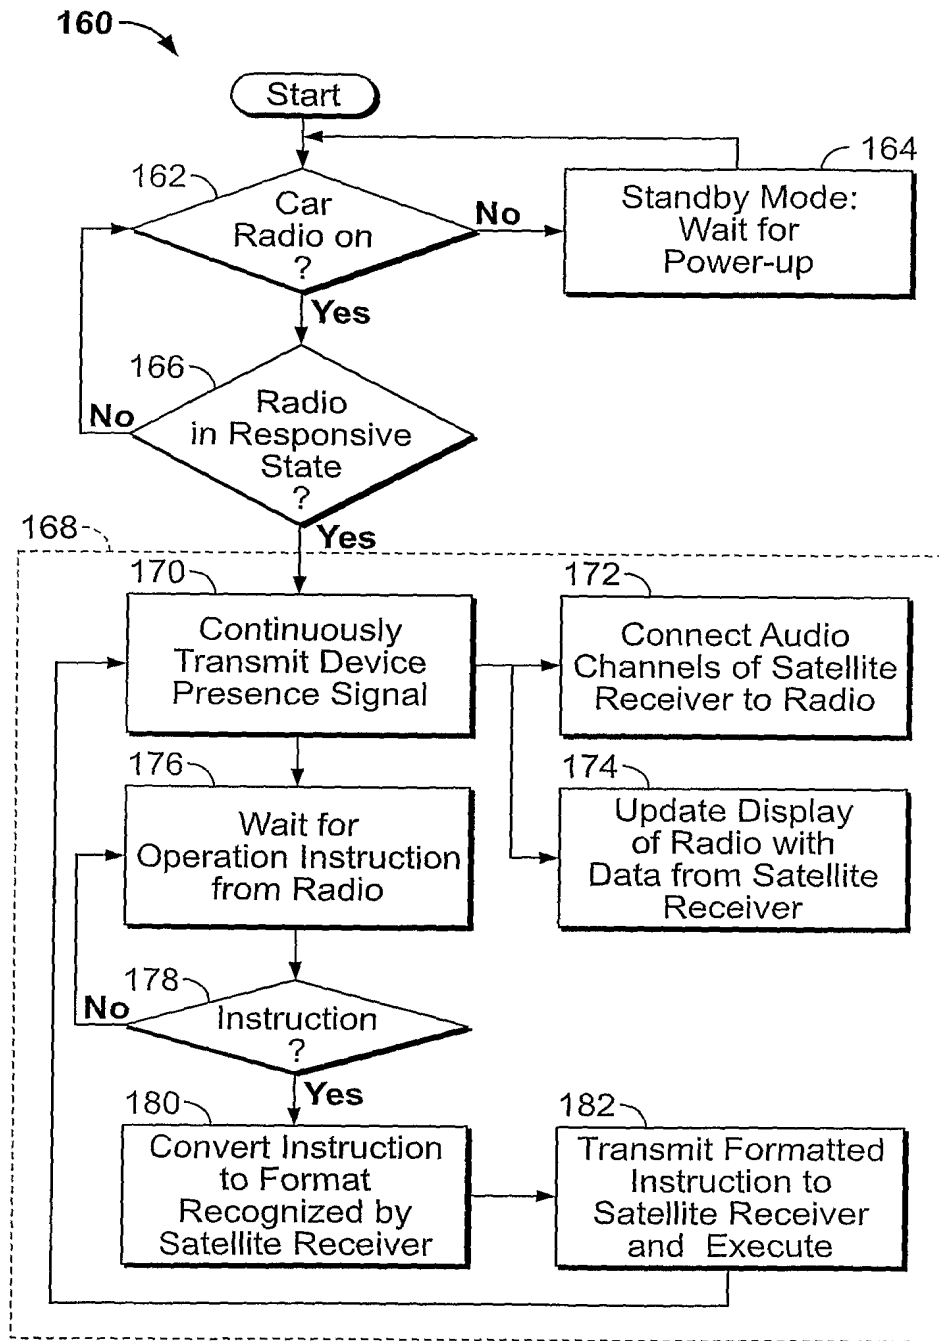 160
Start
162
Car
Radio on
?
No
164
Standby Mode:
Wait for
Power-up
Yes
166
Radio
in Responsive
State
?
No
Yes
168
170
Continuously
Transmit Device
Presence Signal
172
Connect Audio
Channels of Satellite
Receiver to Radio
174
Update Display
of Radio with
Data from Satellite
Receiver
176
Wait for
Operation Instruction
from Radio
178
Instruction
?
No
Yes
180
Convert Instruction
to Format
Recognized by
Satellite Receiver
182
Transmit Formatted
Instruction to
Satellite Receiver
and Execute